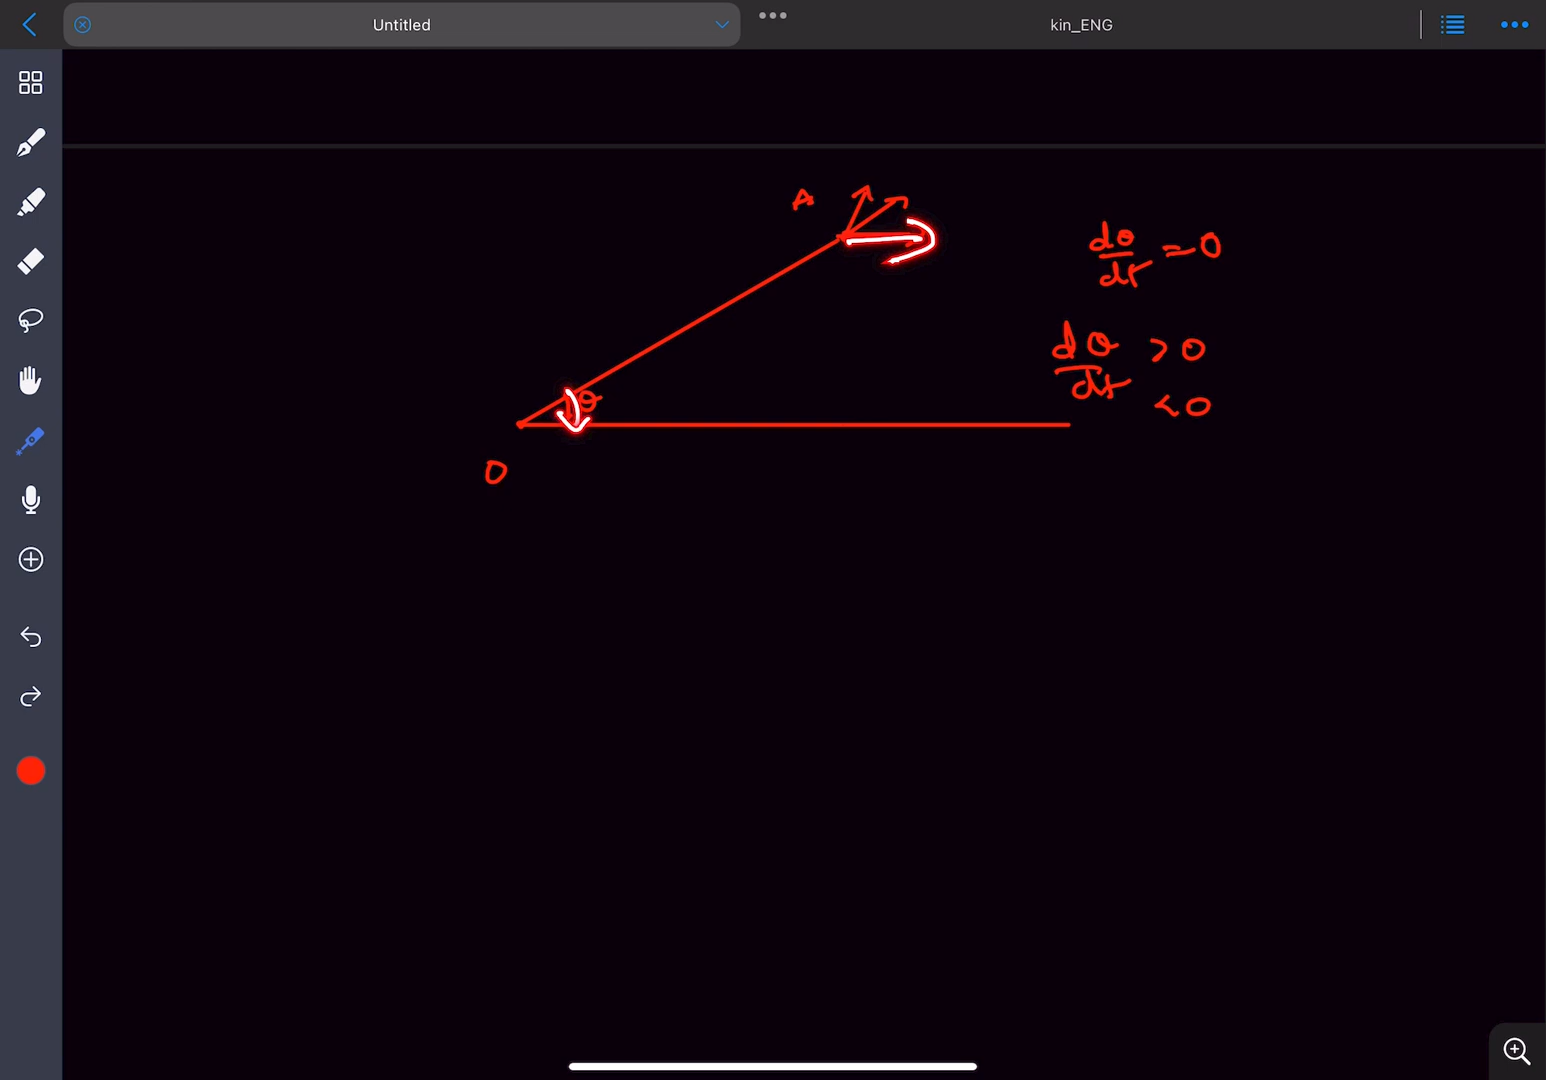 Untitled
kin_ENG
A
dθ/dt = 0
dθ/dt > 0
< 0
θ
O